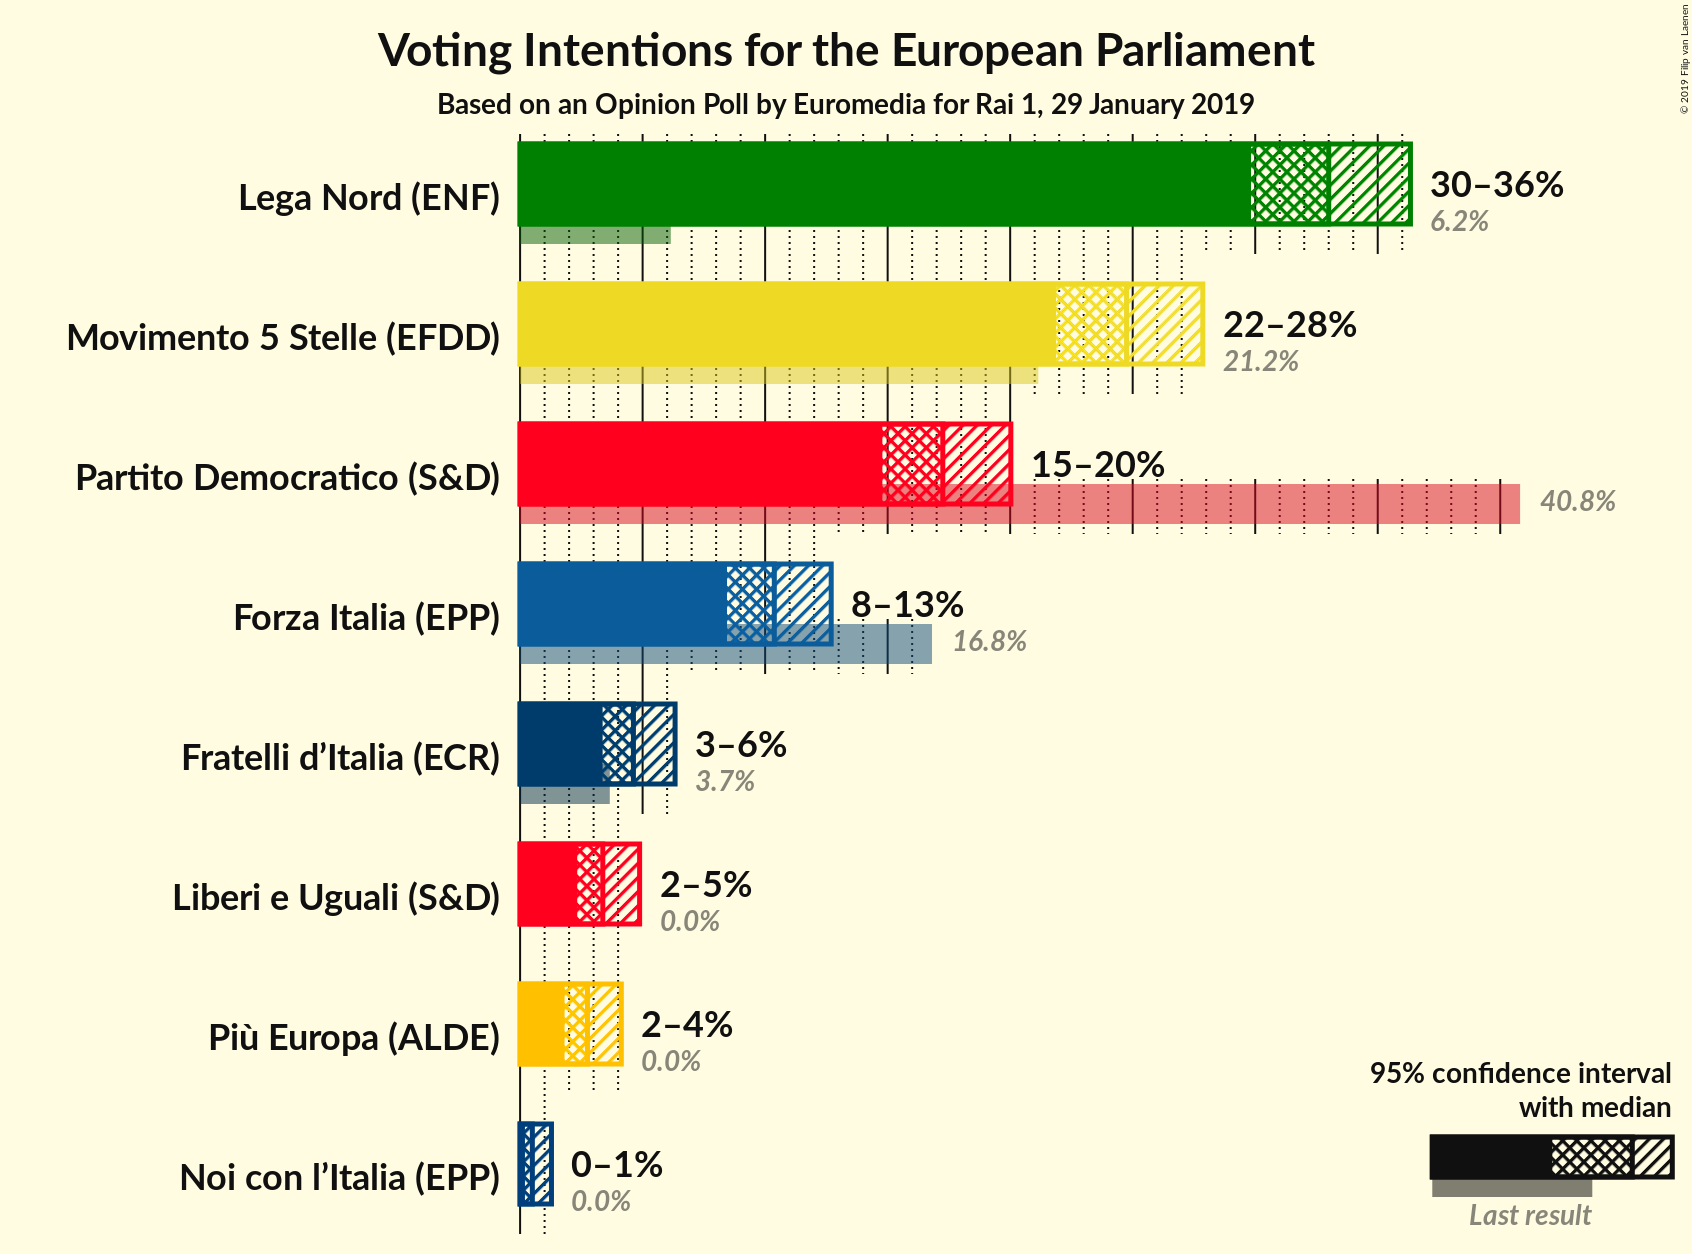 Voting Intentions for the European Parliament
Based on an Opinion Poll by Euromedia for Rai 1, 29 January 2019
© 2019 Filip van Laenen
Lega Nord (ENF)
30–36%
6.2%
Movimento 5 Stelle (EFDD)
22–28%
21.2%
Partito Democratico (S&D)
15–20%
40.8%
Forza Italia (EPP)
8–13%
16.8%
Fratelli d’Italia (ECR)
3–6%
3.7%
Liberi e Uguali (S&D)
2–5%
0.0%
Più Europa (ALDE)
2–4%
0.0%
Noi con l’Italia (EPP)
0–1%
0.0%
95% confidence interval
with median
Last result